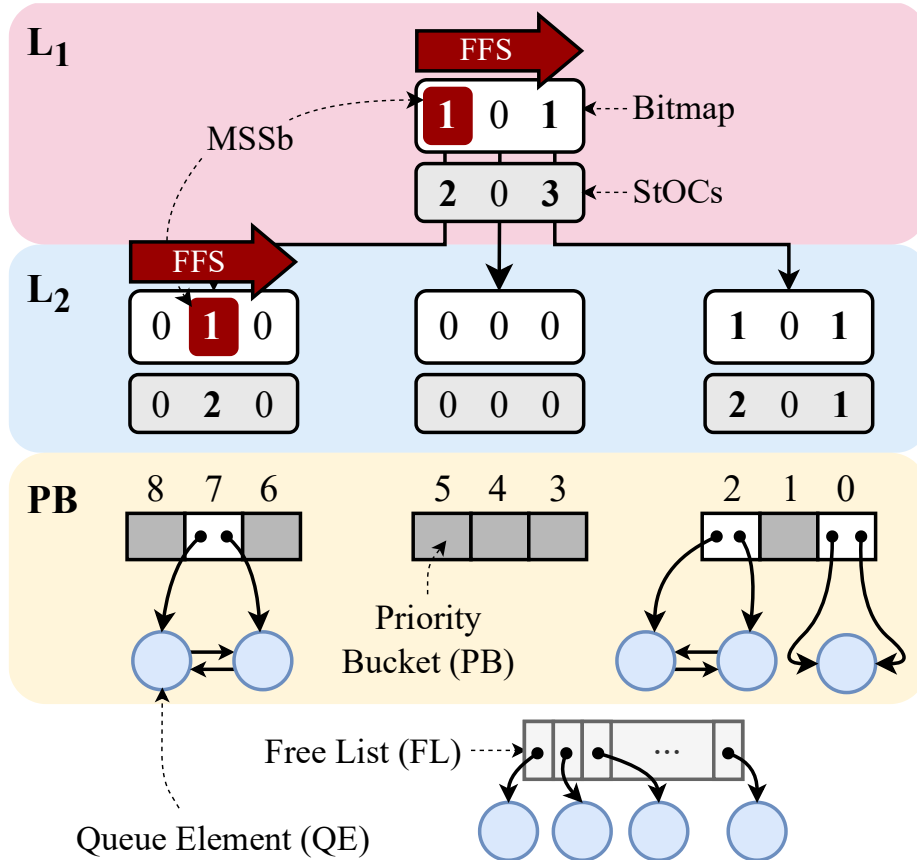 L1
FFS
1 0 1
Bitmap
MSSb
2 0 3
StOCs
FFS
L2
0 1 0
0 0 0
1 0 1
0 2 0
0 0 0
2 0 1
PB
8 7 6
5 4 3
2 1 0
Priority
Bucket (PB)
Free List (FL)
...
Queue Element (QE)